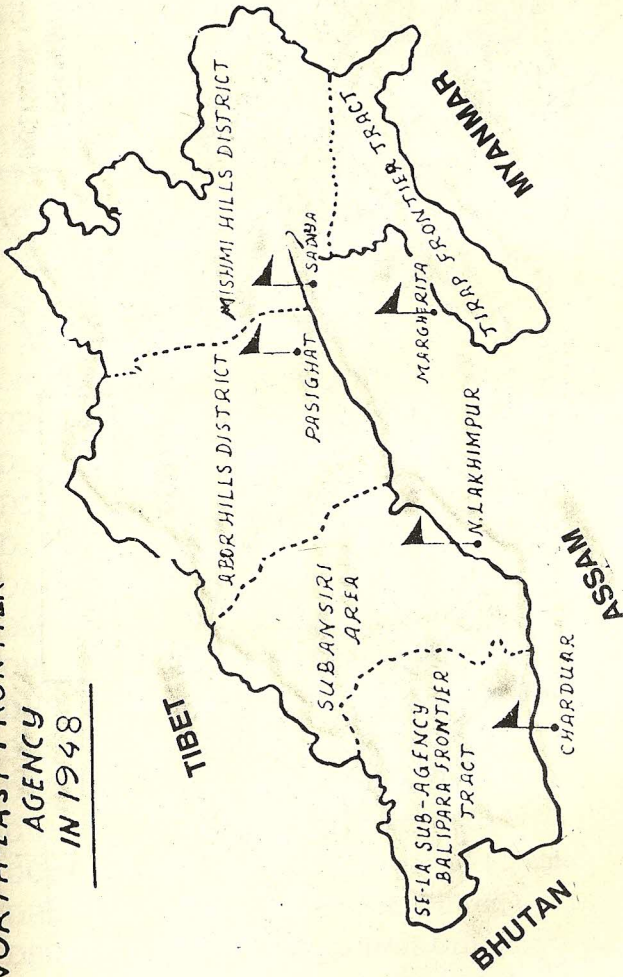 NORTH EAST FRONTIER
AGENCY
IN 1948
TIBET
MISHMI HILLS DISTRICT
ABOR HILLS DISTRICT
SADIYA
PASIGHAT
TIRAP FRONTIER TRACT
MARGHERITA
MYANMAR
SUBANSIRI
AREA
N. LAKHIMPUR
SE-LA SUB-AGENCY
BALIPARA FRONTIER
TRACT
CHARDUAR
ASSAM
BHUTAN